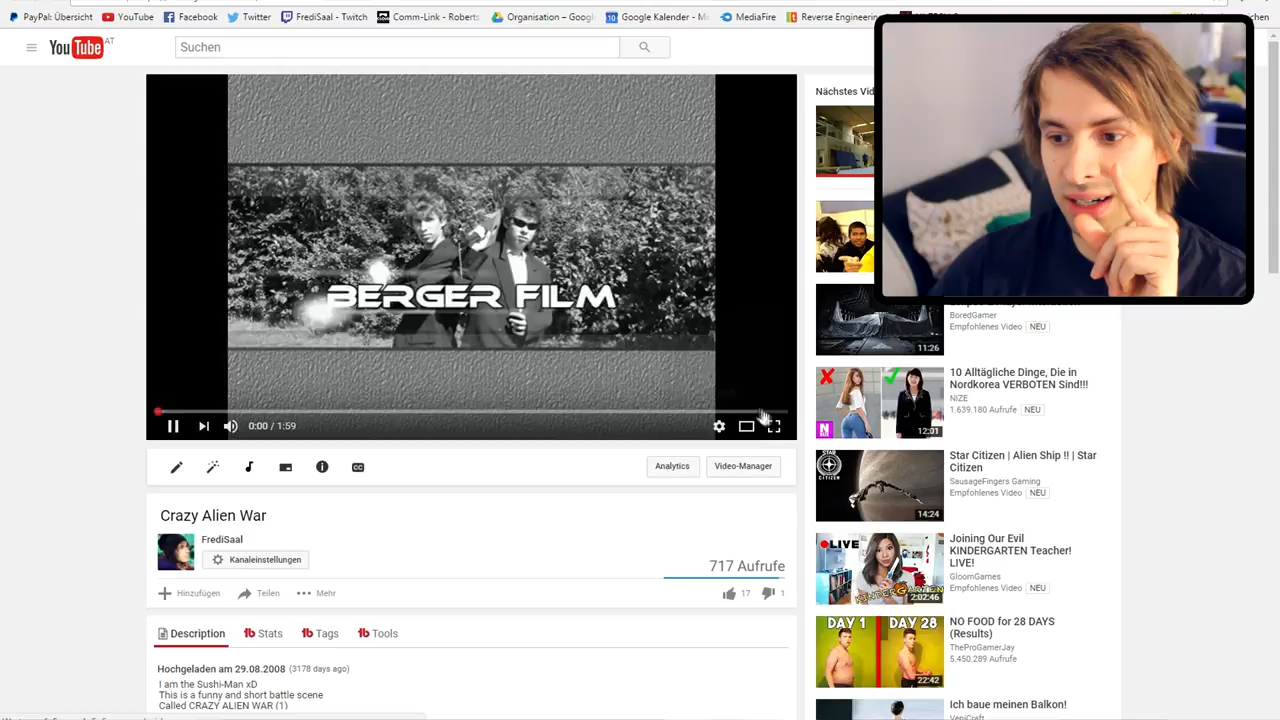 PayPal: Übersicht
YouTube
Facebook
Twitter
FrediSaal - Twitch
Comm-Link - Roberts
Organisation – Googl
Google Kalender - M
MediaFire
Reverse Engineering
YouTube AT
Suchen
BERGER FILM
0:00 / 1:59
Analytics
Video-Manager
Crazy Alien War
FrediSaal
Kanaleinstellungen
717 Aufrufe
Hinzufügen
Teilen
Mehr
17
1
Description
Stats
Tags
Tools
Hochgeladen am 29.08.2008 (3178 days ago)
I am the Sushi-Man xD
This is a funny and short battle scene
Called CRAZY ALIEN WAR (1)
Nächstes Vid
BoredGamer
Empfohlenes Video NEU
11:26
10 Alltägliche Dinge, Die in
Nordkorea VERBOTEN Sind!!!
NIZE
1.639.180 Aufrufe NEU
N
12:01
Star Citizen | Alien Ship !! | Star
Citizen
SausageFingers Gaming
Empfohlenes Video NEU
STAR
CITIZEN
14:24
Joining Our Evil
KINDERGARTEN Teacher!
LIVE!
GloomGames
Empfohlenes Video NEU
LIVE
KINDERGARTEN
2:02:46
NO FOOD for 28 DAYS
(Results)
TheProGamerJay
5.450.289 Aufrufe
DAY 1
DAY 28
22:42
Ich baue meinen Balkon!
VeniCraft